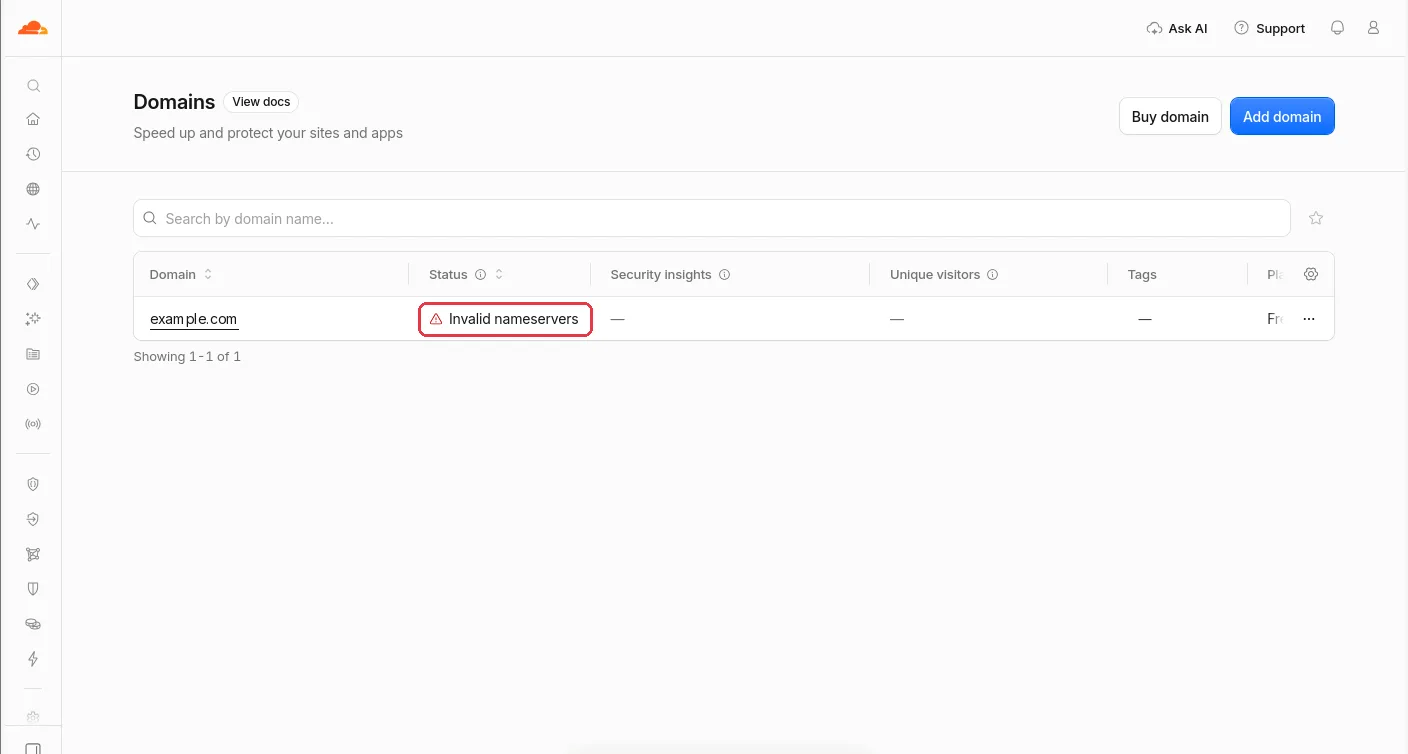 Ask AI Support
Domains View docs
Speed up and protect your sites and apps
Buy domain Add domain
Search by domain name...
Domain Status Security insights Unique visitors Tags
example.com Invalid nameservers — — —
Showing 1-1 of 1